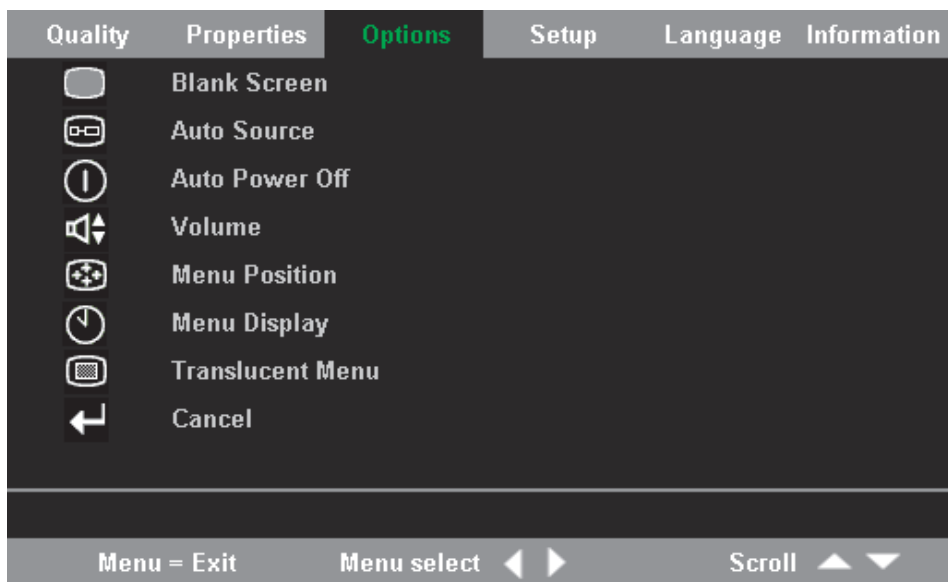 Quality Properties Options Setup Language Information
Blank Screen
Auto Source
Auto Power Off
Volume
Menu Position
Menu Display
Translucent Menu
Cancel
Menu = Exit Menu select Scroll